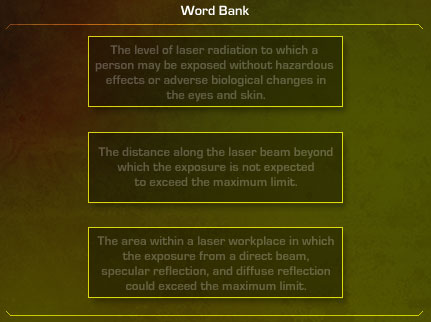 Word Bank
The level of laser radiation to which a
person may be exposed without hazardous
effects or adverse biological changes in
the eyes and skin.
The distance along the laser beam beyond
which the exposure is not expected
to exceed the maximum limit.
The area within a laser workplace in which
the exposure from a direct beam,
specular reflection, and diffuse reflection
could exceed the maximum limit.